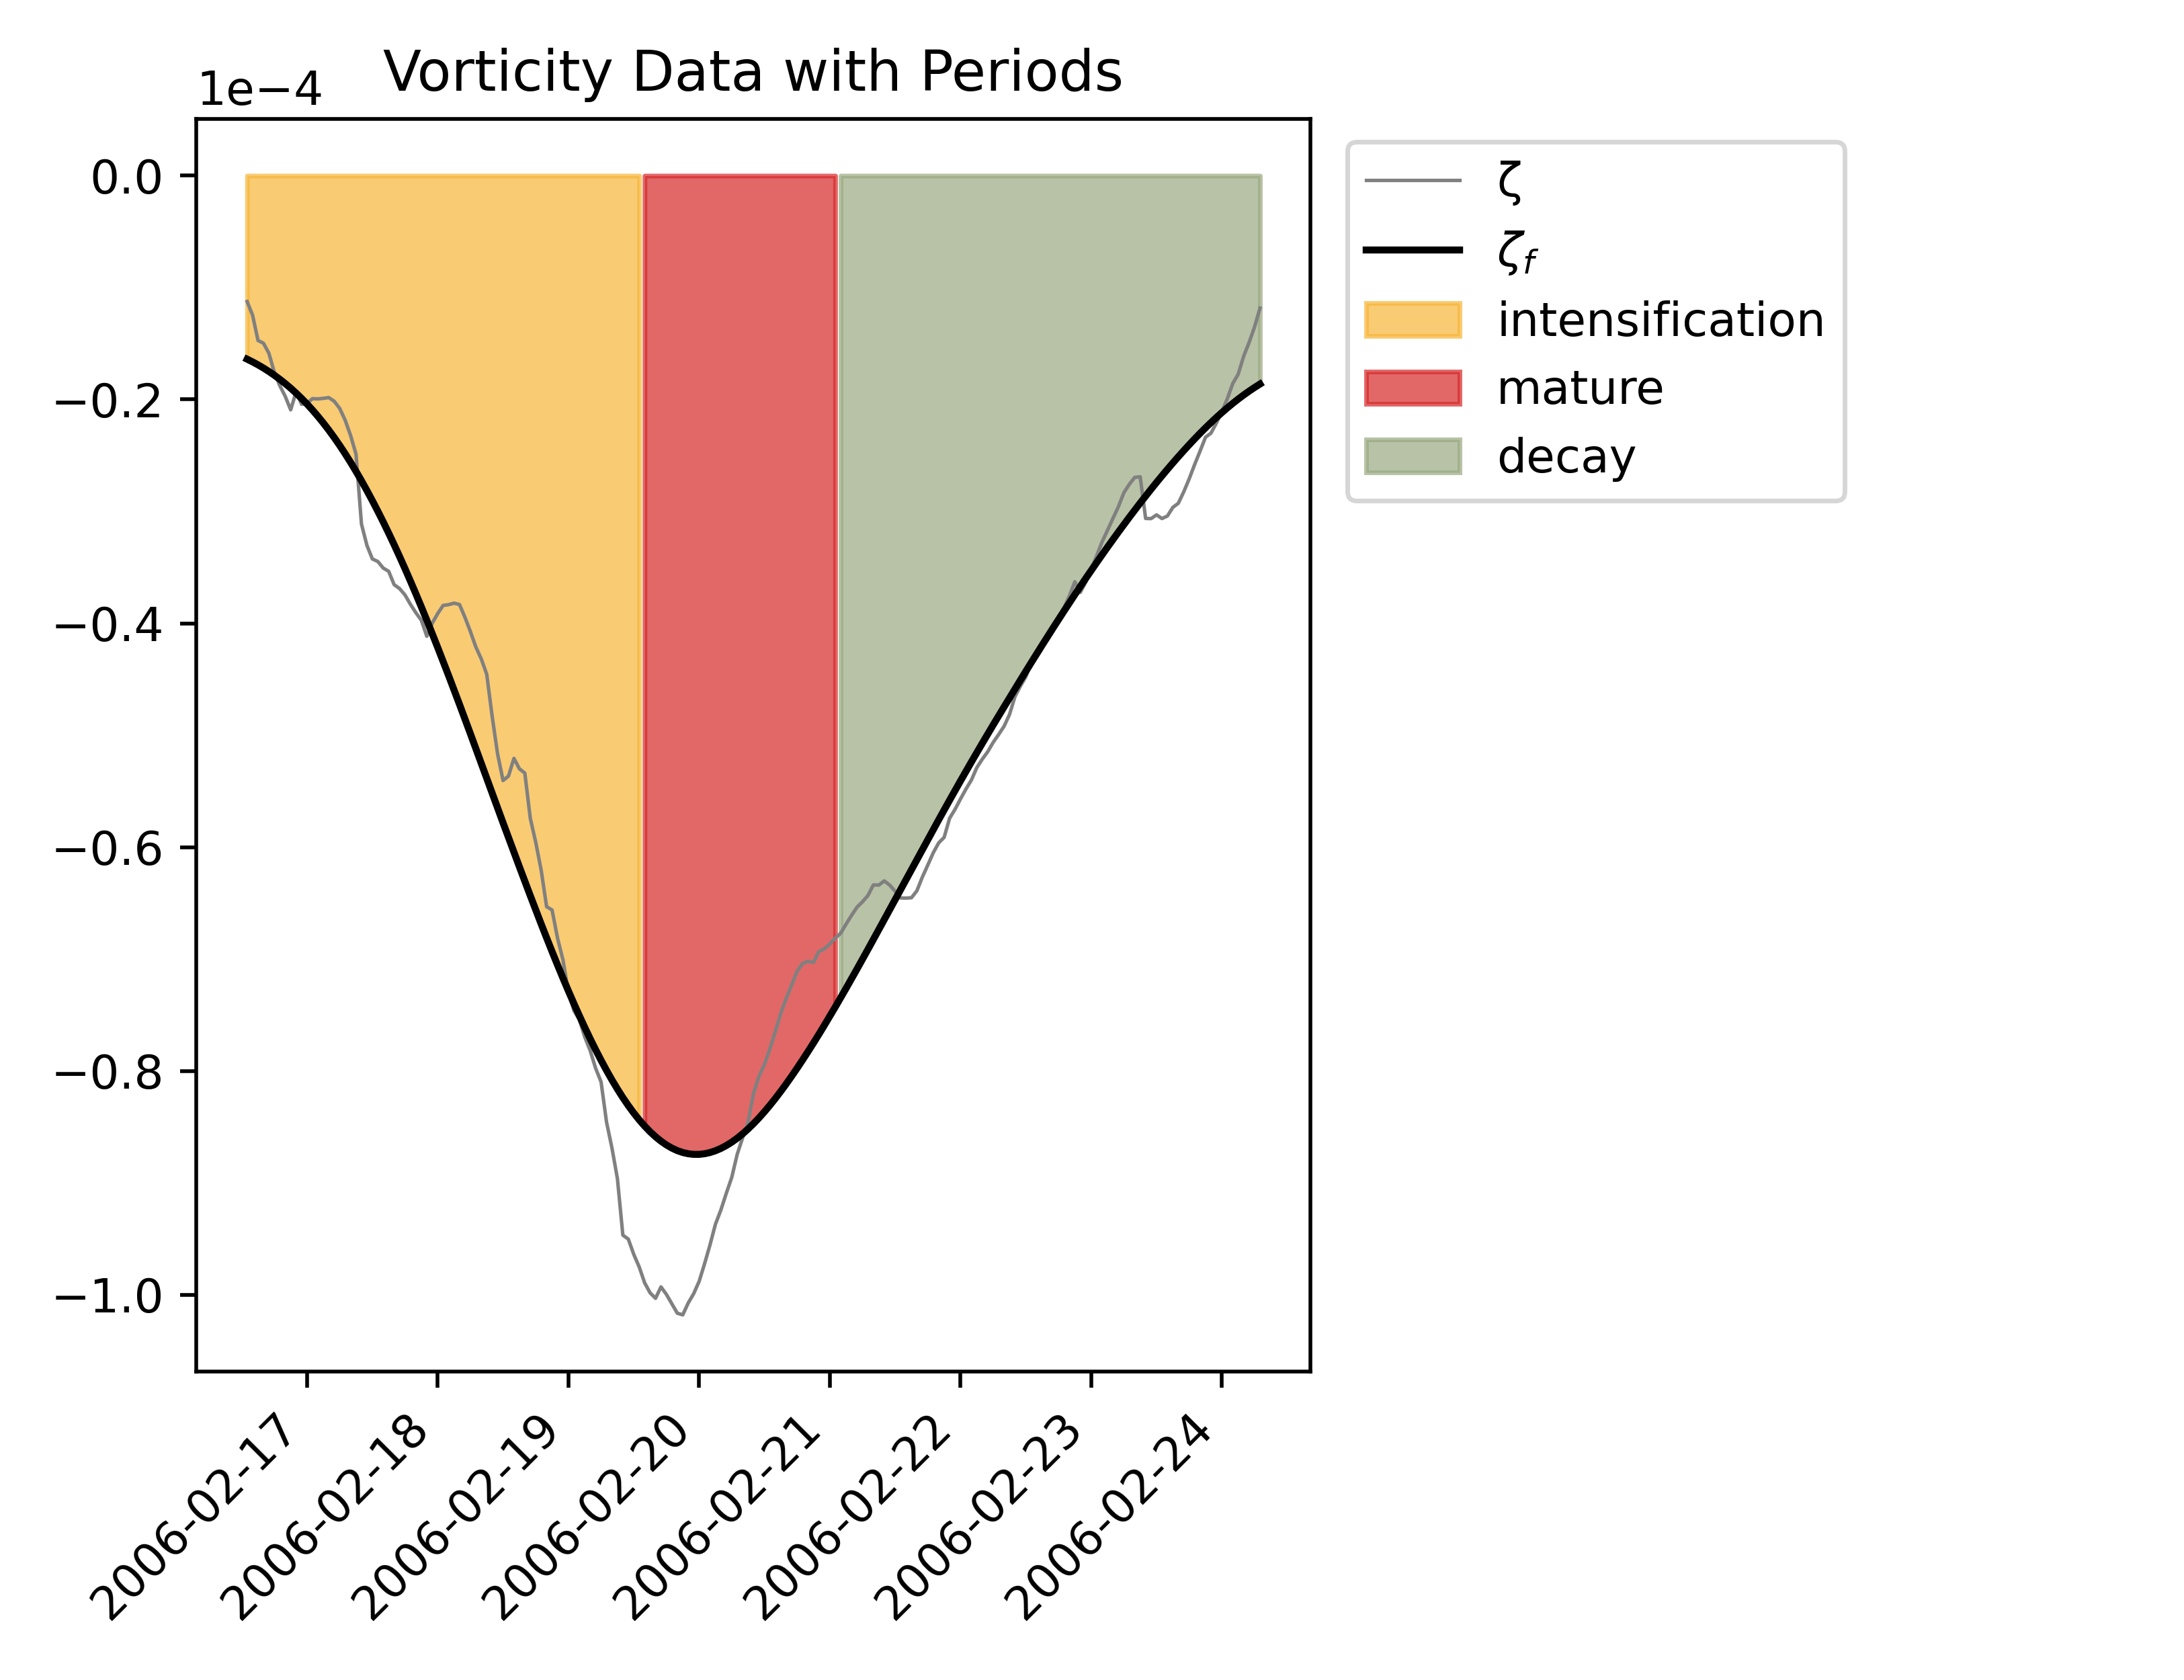 Vorticity Data with Periods
1e−4
0.0
−0.2
−0.4
−0.6
−0.8
−1.0
2006-02-17
2006-02-18
2006-02-19
2006-02-20
2006-02-21
2006-02-22
2006-02-23
2006-02-24
ζ
ζf
intensification
mature
decay